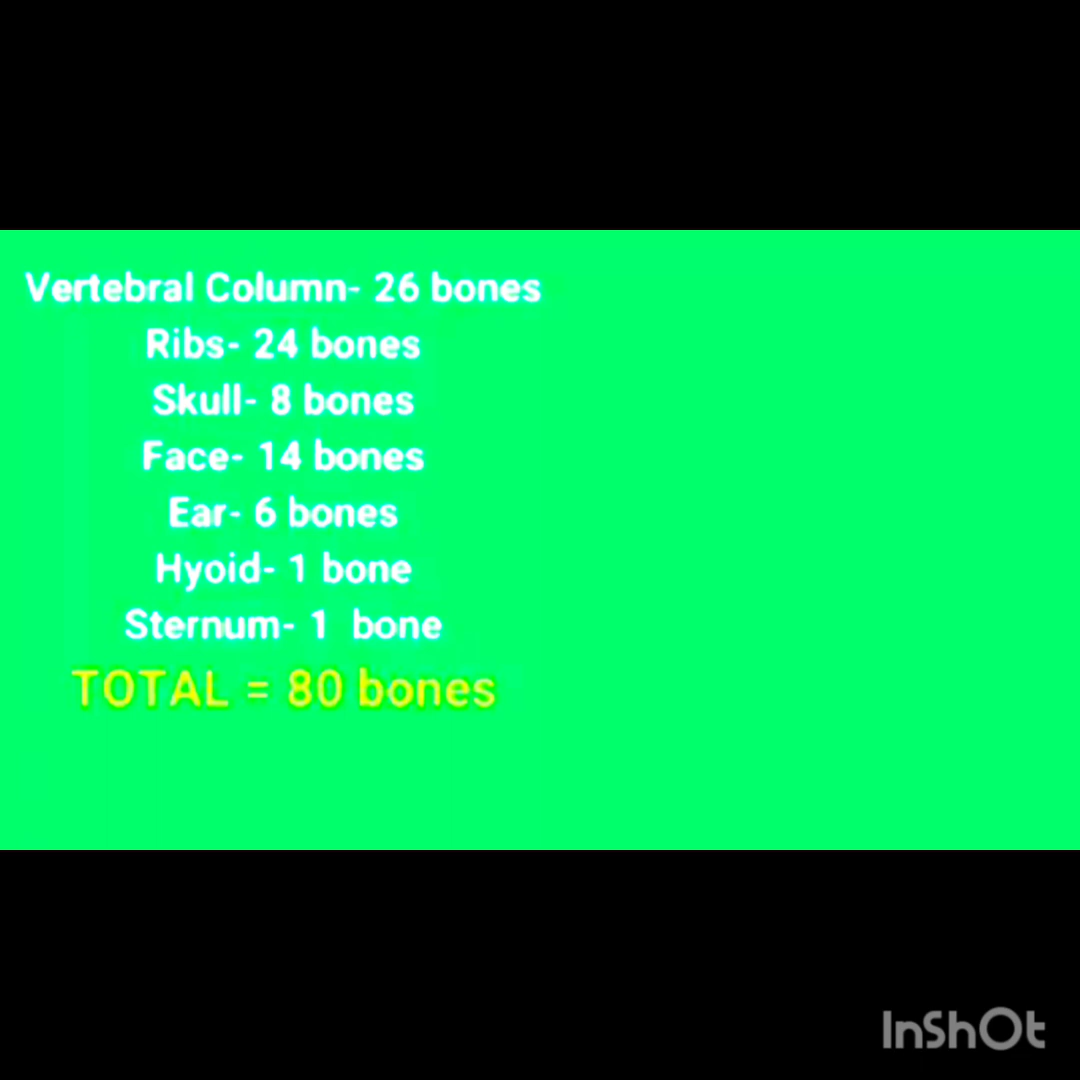 Vertebral Column- 26 bones
Ribs- 24 bones
Skull- 8 bones
Face- 14 bones
Ear- 6 bones
Hyoid- 1 bone
Sternum- 1 bone
TOTAL = 80 bones
InShOt